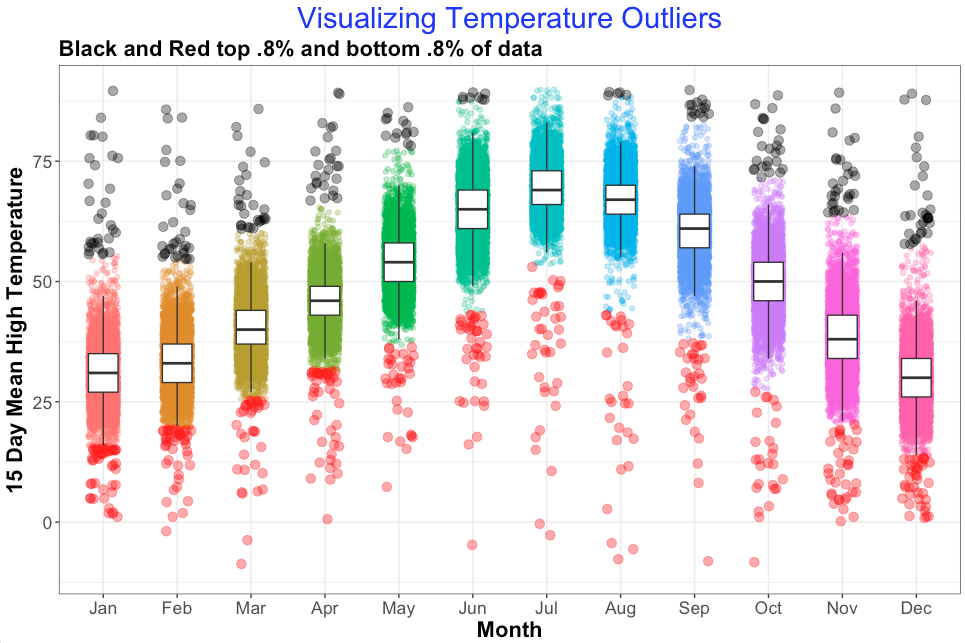 Visualizing Temperature Outliers
Black and Red top .8% and bottom .8% of data
15 Day Mean High Temperature
75
50
25
0
Jan Feb Mar Apr May Jun Jul Aug Sep Oct Nov Dec
Month